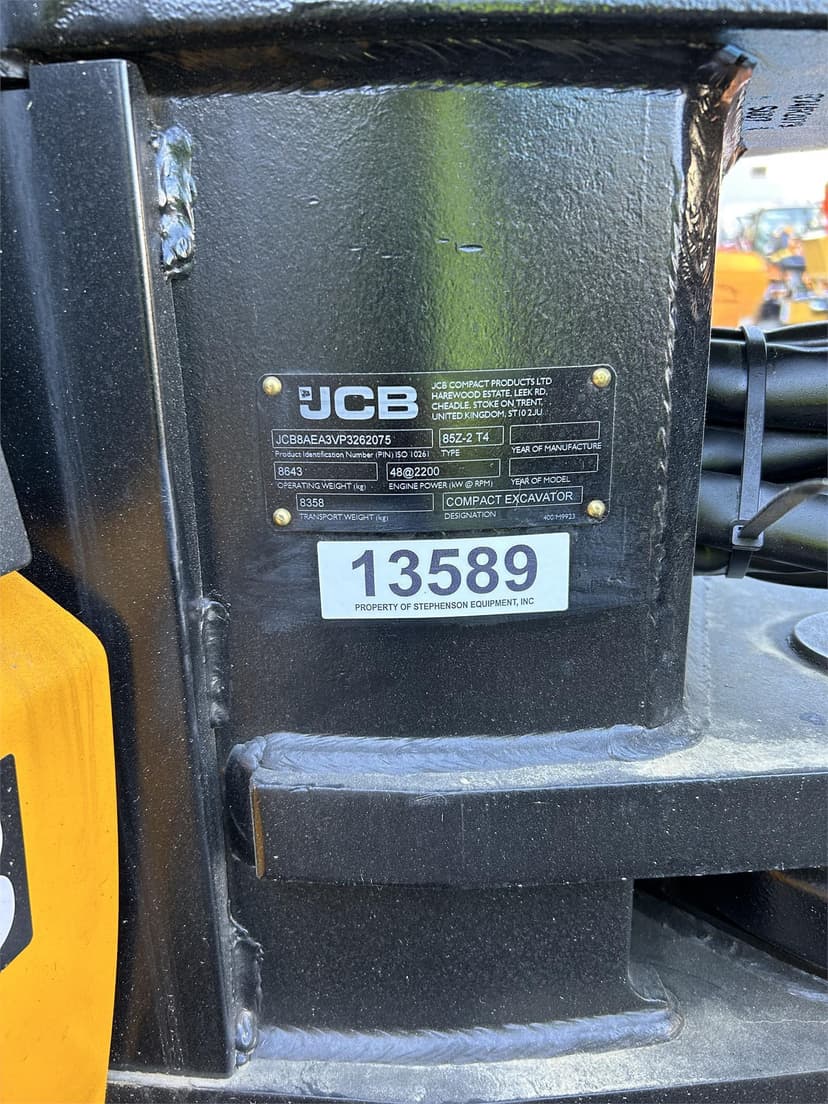 JCB
JCB COMPACT PRODUCTS LTD
HAREWOOD ESTATE, LEEK RD,
CHEADLE, STOKE ON TRENT,
UNITED KINGDOM, ST10 2JU
JCB8AEA3VP3262075
85Z-2 T4
Product Identification Number (PIN) ISO 10261
TYPE
YEAR OF MANUFACTURE
8643
48@2200
OPERATING WEIGHT (kg)
ENGINE POWER (kW @ RPM)
YEAR OF MODEL
8358
COMPACT EXCAVATOR
TRANSPORT WEIGHT (kg)
DESIGNATION
400/M9923
13589
PROPERTY OF STEPHENSON EQUIPMENT, INC